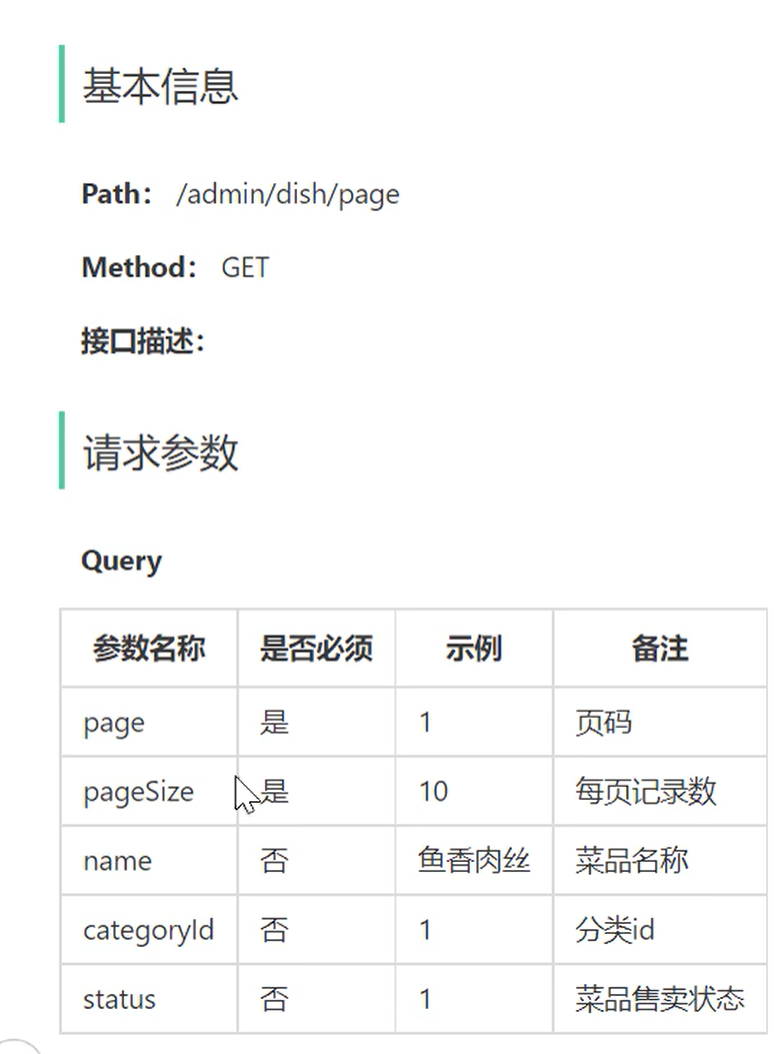 基本信息
Path： /admin/dish/page
Method： GET
接口描述：
请求参数
Query
参数名称 是否必须 示例 备注
page 是 1 页码
pageSize 是 10 每页记录数
name 否 鱼香肉丝 菜品名称
categoryId 否 1 分类id
status 否 1 菜品售卖状态